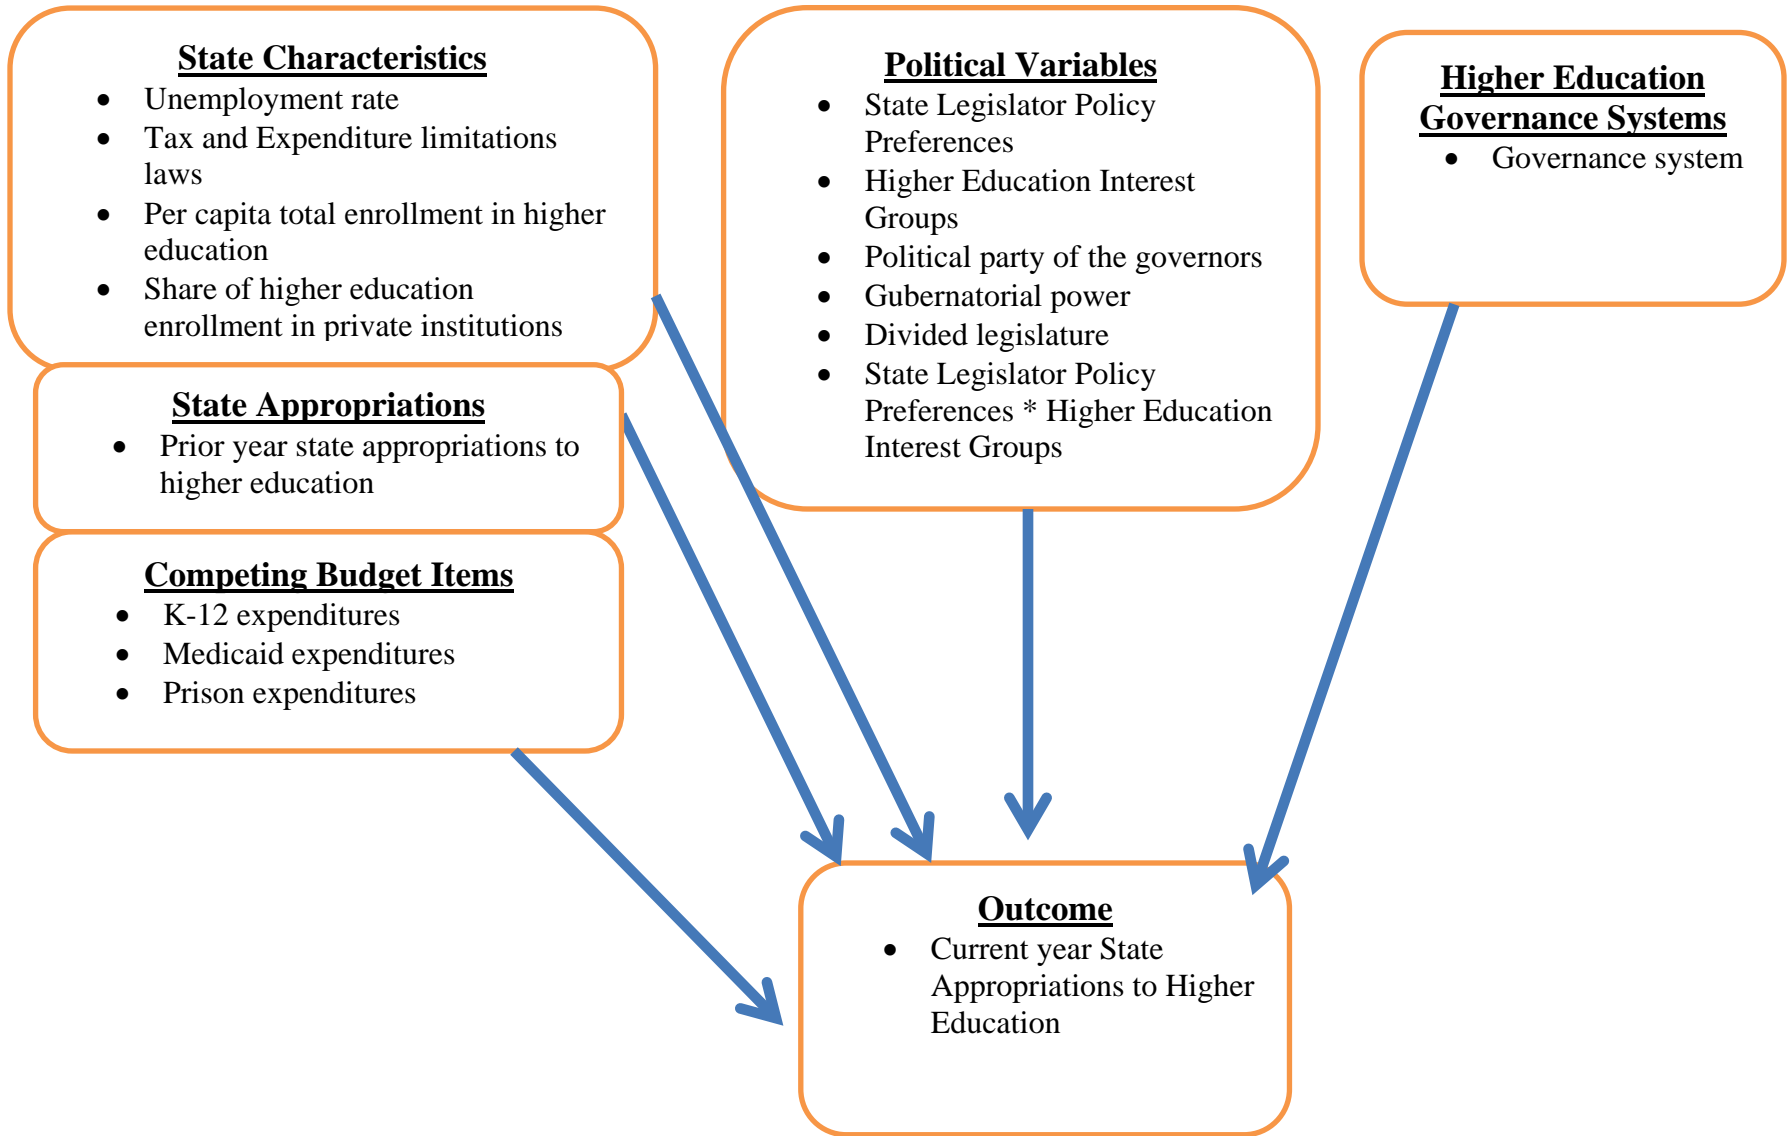 State Characteristics
• Unemployment rate
• Tax and Expenditure limitations
laws
• Per capita total enrollment in higher
education
• Share of higher education
enrollment in private institutions
State Appropriations
• Prior year state appropriations to
higher education
Competing Budget Items
• K-12 expenditures
• Medicaid expenditures
• Prison expenditures
Political Variables
• State Legislator Policy
Preferences
• Higher Education Interest
Groups
• Political party of the governors
• Gubernatorial power
• Divided legislature
• State Legislator Policy
Preferences * Higher Education
Interest Groups
Higher Education
Governance Systems
• Governance system
Outcome
• Current year State
Appropriations to Higher
Education